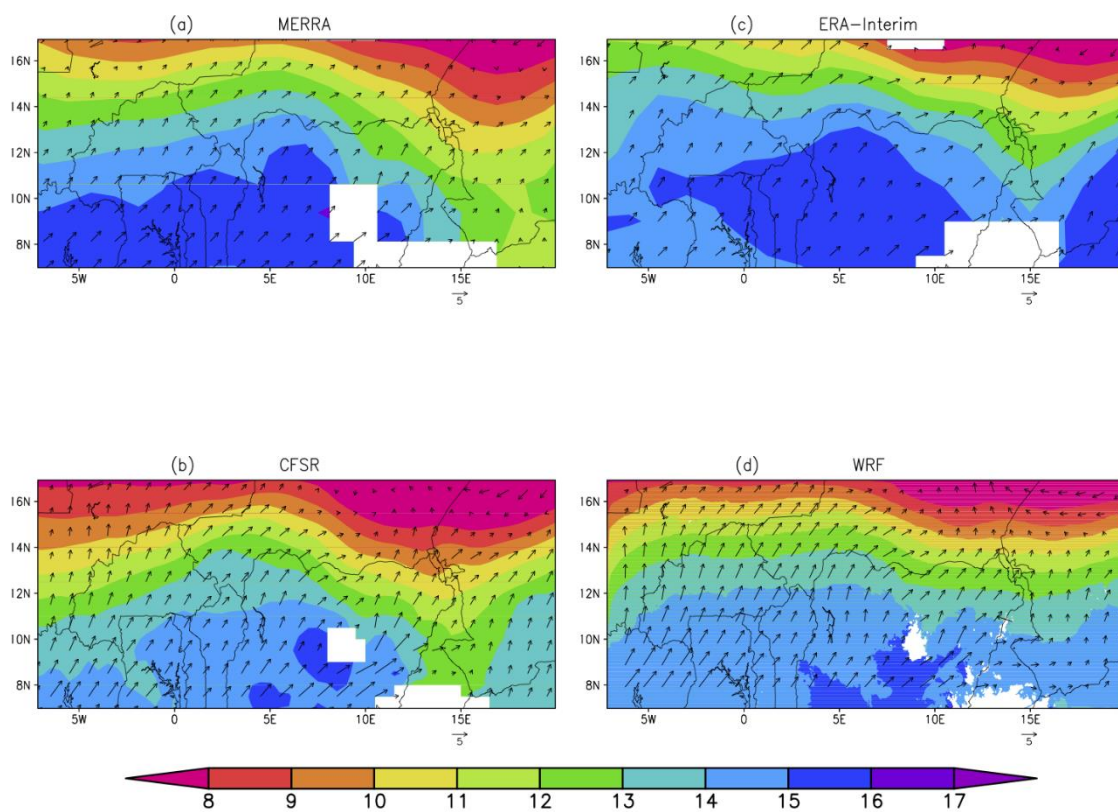 (a) MERRA
16N
14N
12N
10N
8N
5W 0 5E 10E 15E
5
(c) ERA-Interim
16N
14N
12N
10N
8N
5W 0 5E 10E 15E
5
(b) CFSR
16N
14N
12N
10N
8N
5W 0 5E 10E 15E
5
(d) WRF
16N
14N
12N
10N
8N
5W 0 5E 10E 15E
5
8 9 10 11 12 13 14 15 16 17